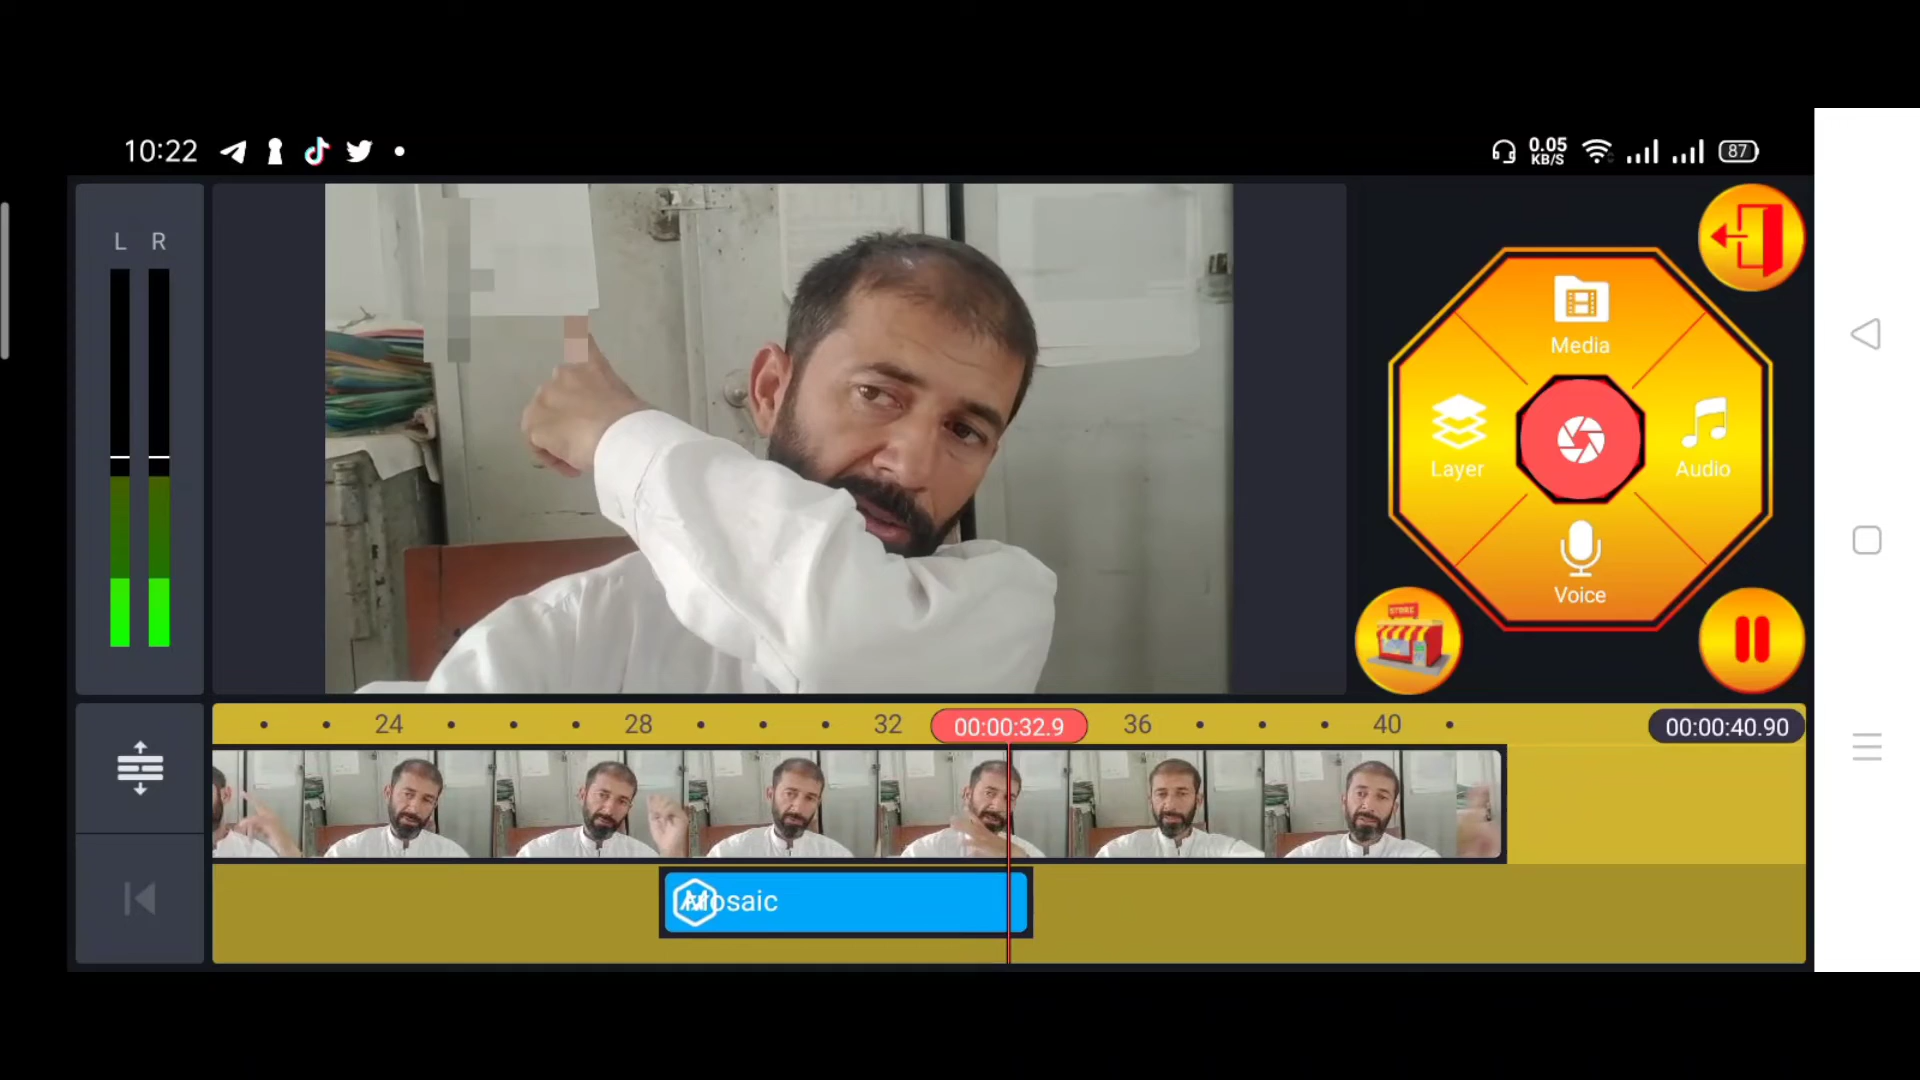 10:22
0.05
KB/S
87
L R
Media
Layer
Audio
Voice
STORE
24 28 32 00:00:32.9 36 40 00:00:40.90
Mosaic